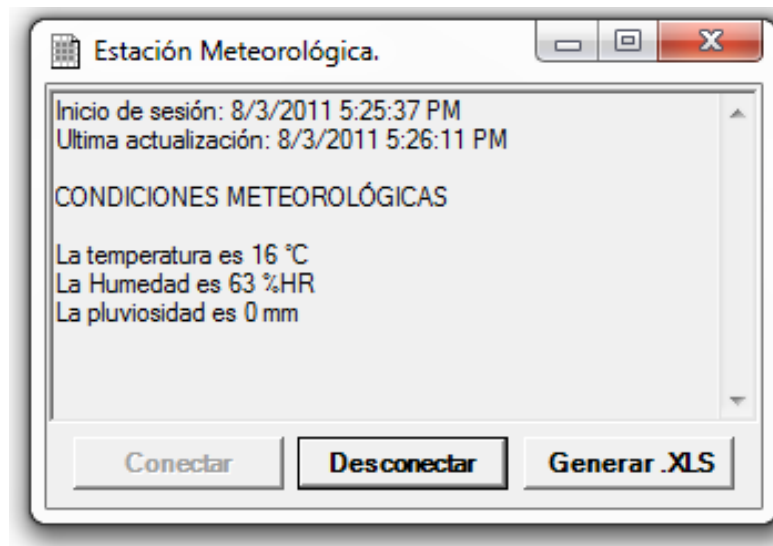 Estación Meteorológica.
Inicio de sesión: 8/3/2011 5:25:37 PM
Ultima actualización: 8/3/2011 5:26:11 PM
CONDICIONES METEOROLÓGICAS
La temperatura es 16 °C
La Humedad es 63 %HR
La pluviosidad es 0 mm
Conectar Desconectar Generar .XLS